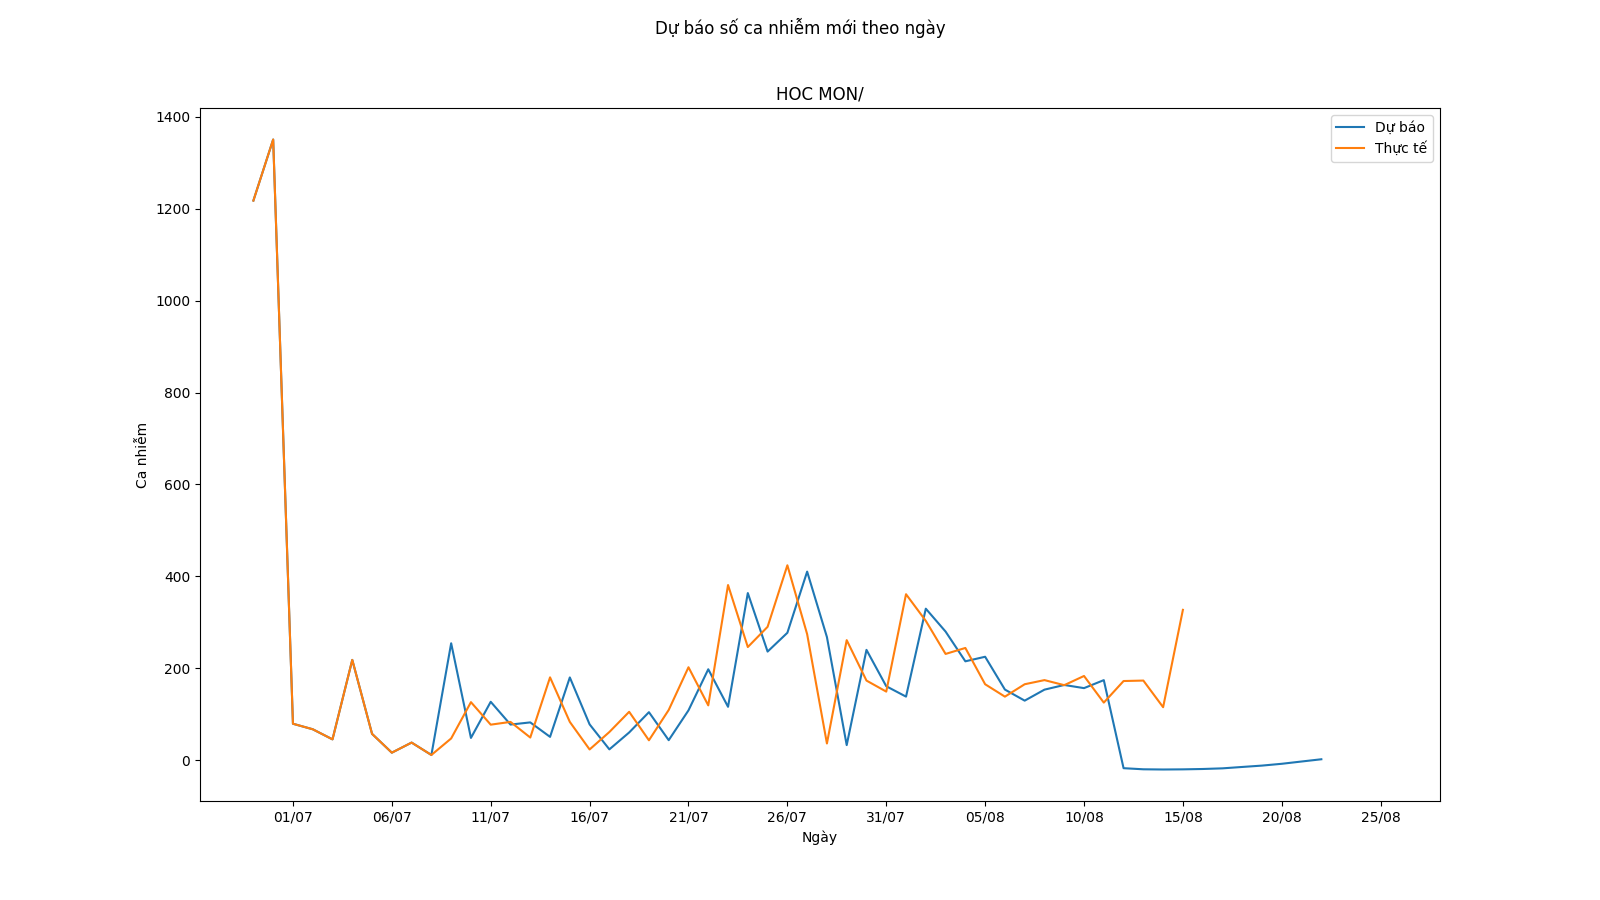 Dự báo số ca nhiễm mới theo ngày
HOC MON/
Dự báo
Thực tế
Ca nhiễm
1400
1200
1000
800
600
400
200
0
01/07 06/07 11/07 16/07 21/07 26/07 31/07 05/08 10/08 15/08 20/08 25/08
Ngày